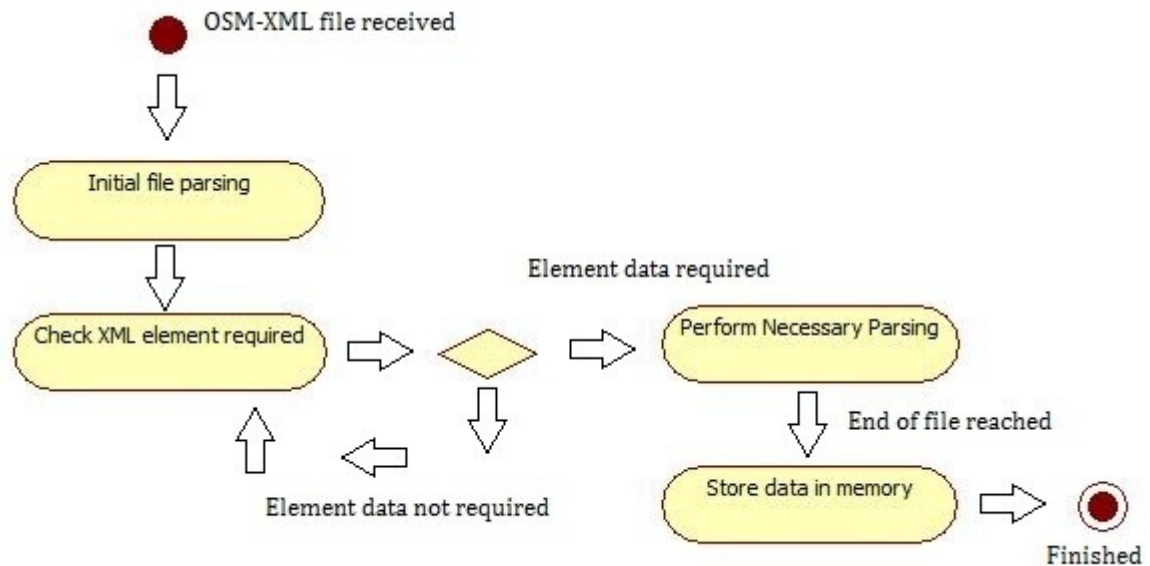 OSM-XML file received
Initial file parsing
Element data required
Check XML element required
Perform Necessary Parsing
End of file reached
Element data not required
Store data in memory
Finished